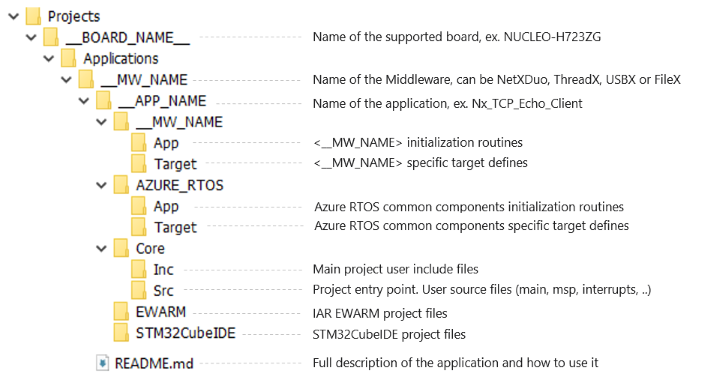 Projects
__BOARD_NAME__ Name of the supported board, ex. NUCLEO-H723ZG
Applications
__MW_NAME Name of the Middleware, can be NetXDuo, ThreadX, USBX or FileX
__APP_NAME Name of the application, ex. Nx_TCP_Echo_Client
__MW_NAME
App <__MW_NAME> initialization routines
Target <__MW_NAME> specific target defines
AZURE_RTOS
App Azure RTOS common components initialization routines
Target Azure RTOS common components specific target defines
Core
Inc Main project user include files
Src Project entry point. User source files (main, msp, interrupts, ..)
EWARM IAR EWARM project files
STM32CubeIDE STM32CubeIDE project files
README.md Full description of the application and how to use it